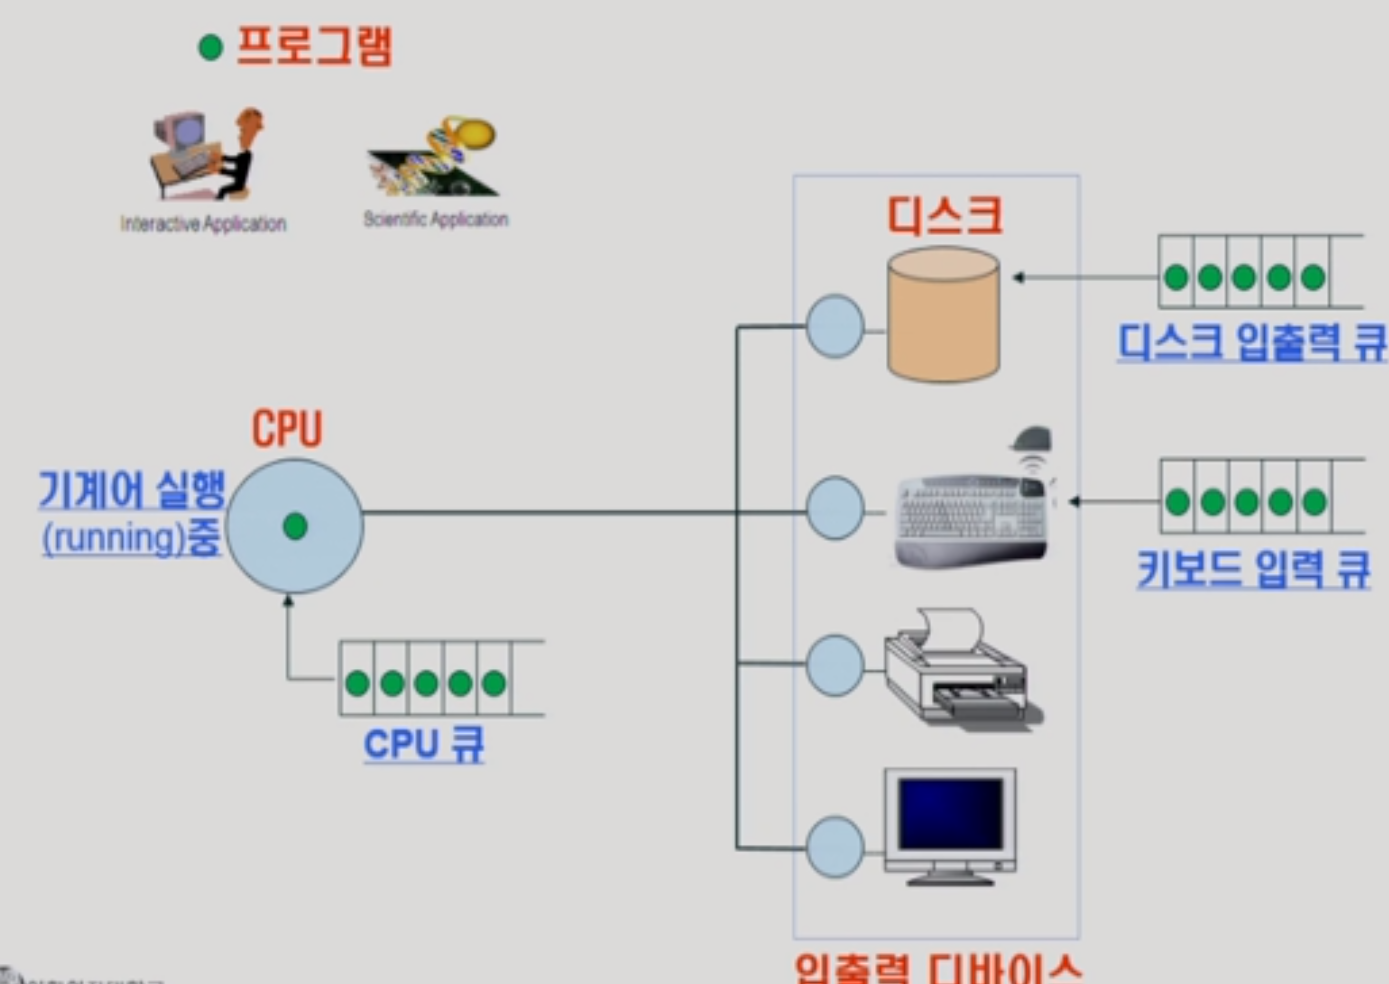 프로그램
Interactive Application
Scientific Application
디스크
디스크 입출력 큐
CPU
기계어 실행
(running)중
키보드 입력 큐
CPU 큐
입출력 디바이스